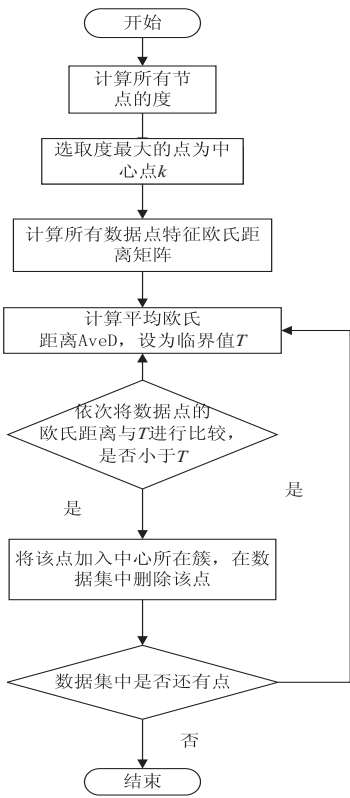 开始
计算所有节
点的度
选取度最大的点为中
心点k
计算所有数据点特征欧氏距
离矩阵
计算平均欧氏
距离AveD，设为临界值T
依次将数据点的
欧氏距离与T进行比较，
是否小于T
是
是
将该点加入中心所在簇，在数
据集中删除该点
数据集中是否还有点
否
结束